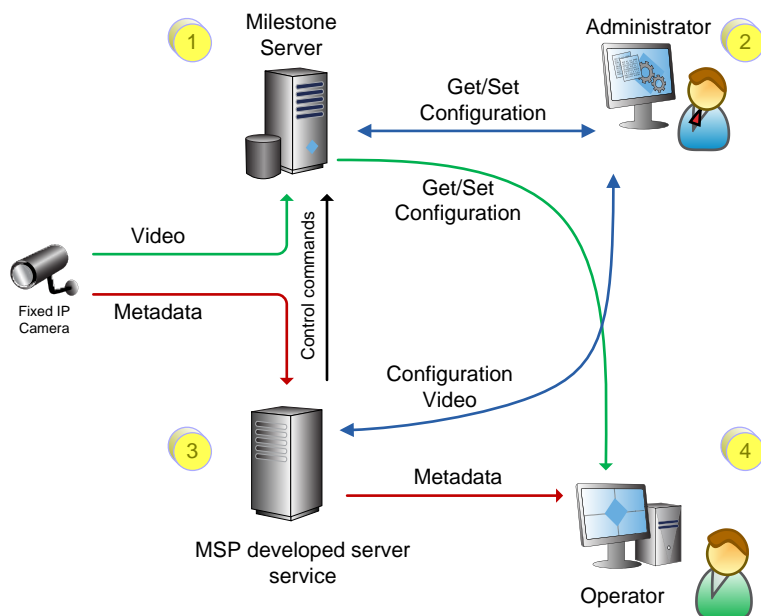 1
Milestone
Server
Administrator
2
Get/Set
Configuration
Get/Set
Configuration
Video
Fixed IP
Camera
Metadata
Control commands
Configuration
Video
3
4
Metadata
MSP developed server
service
Operator